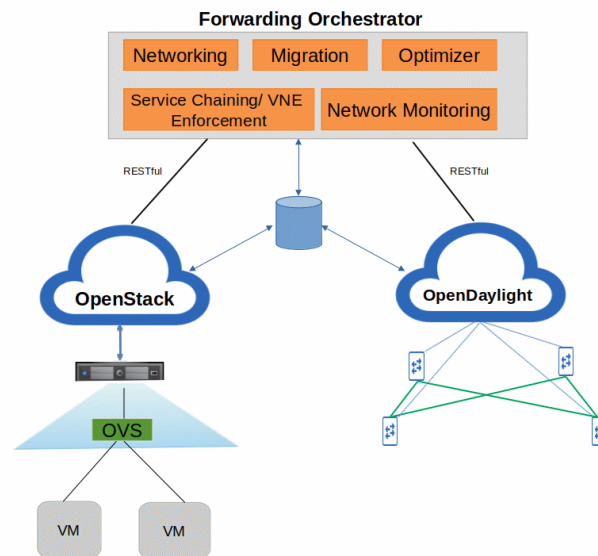 Forwarding Orchestrator
Networking
Migration
Optimizer
Service Chaining/ VNE
Enforcement
Network Monitoring
RESTful
RESTful
OpenStack
OpenDaylight
OVS
VM
VM